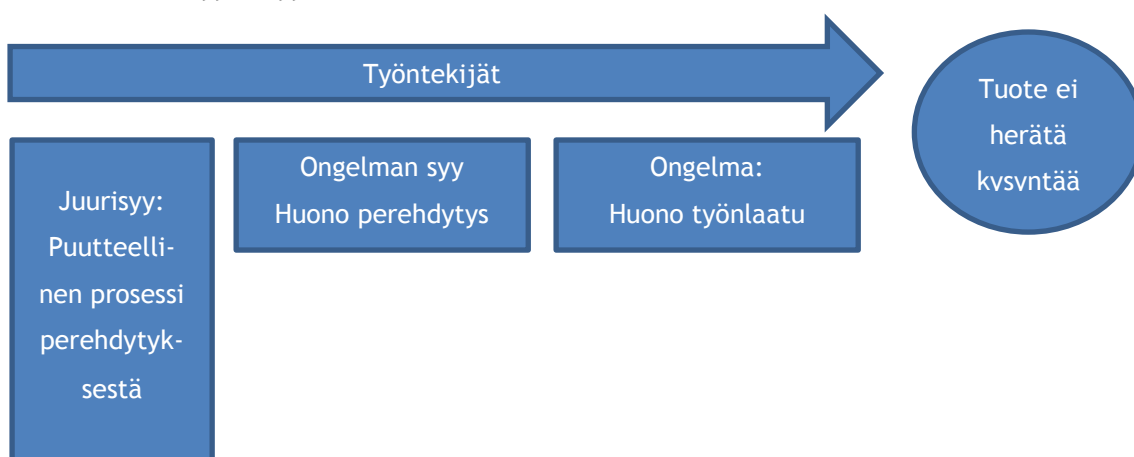 Työntekijät
Tuote ei
herätä
kysyntää
Juurisyy:
Puutteelli-
nen prosessi
perehdytyk-
sestä
Ongelman syy
Huono perehdytys
Ongelma:
Huono työnlaatu